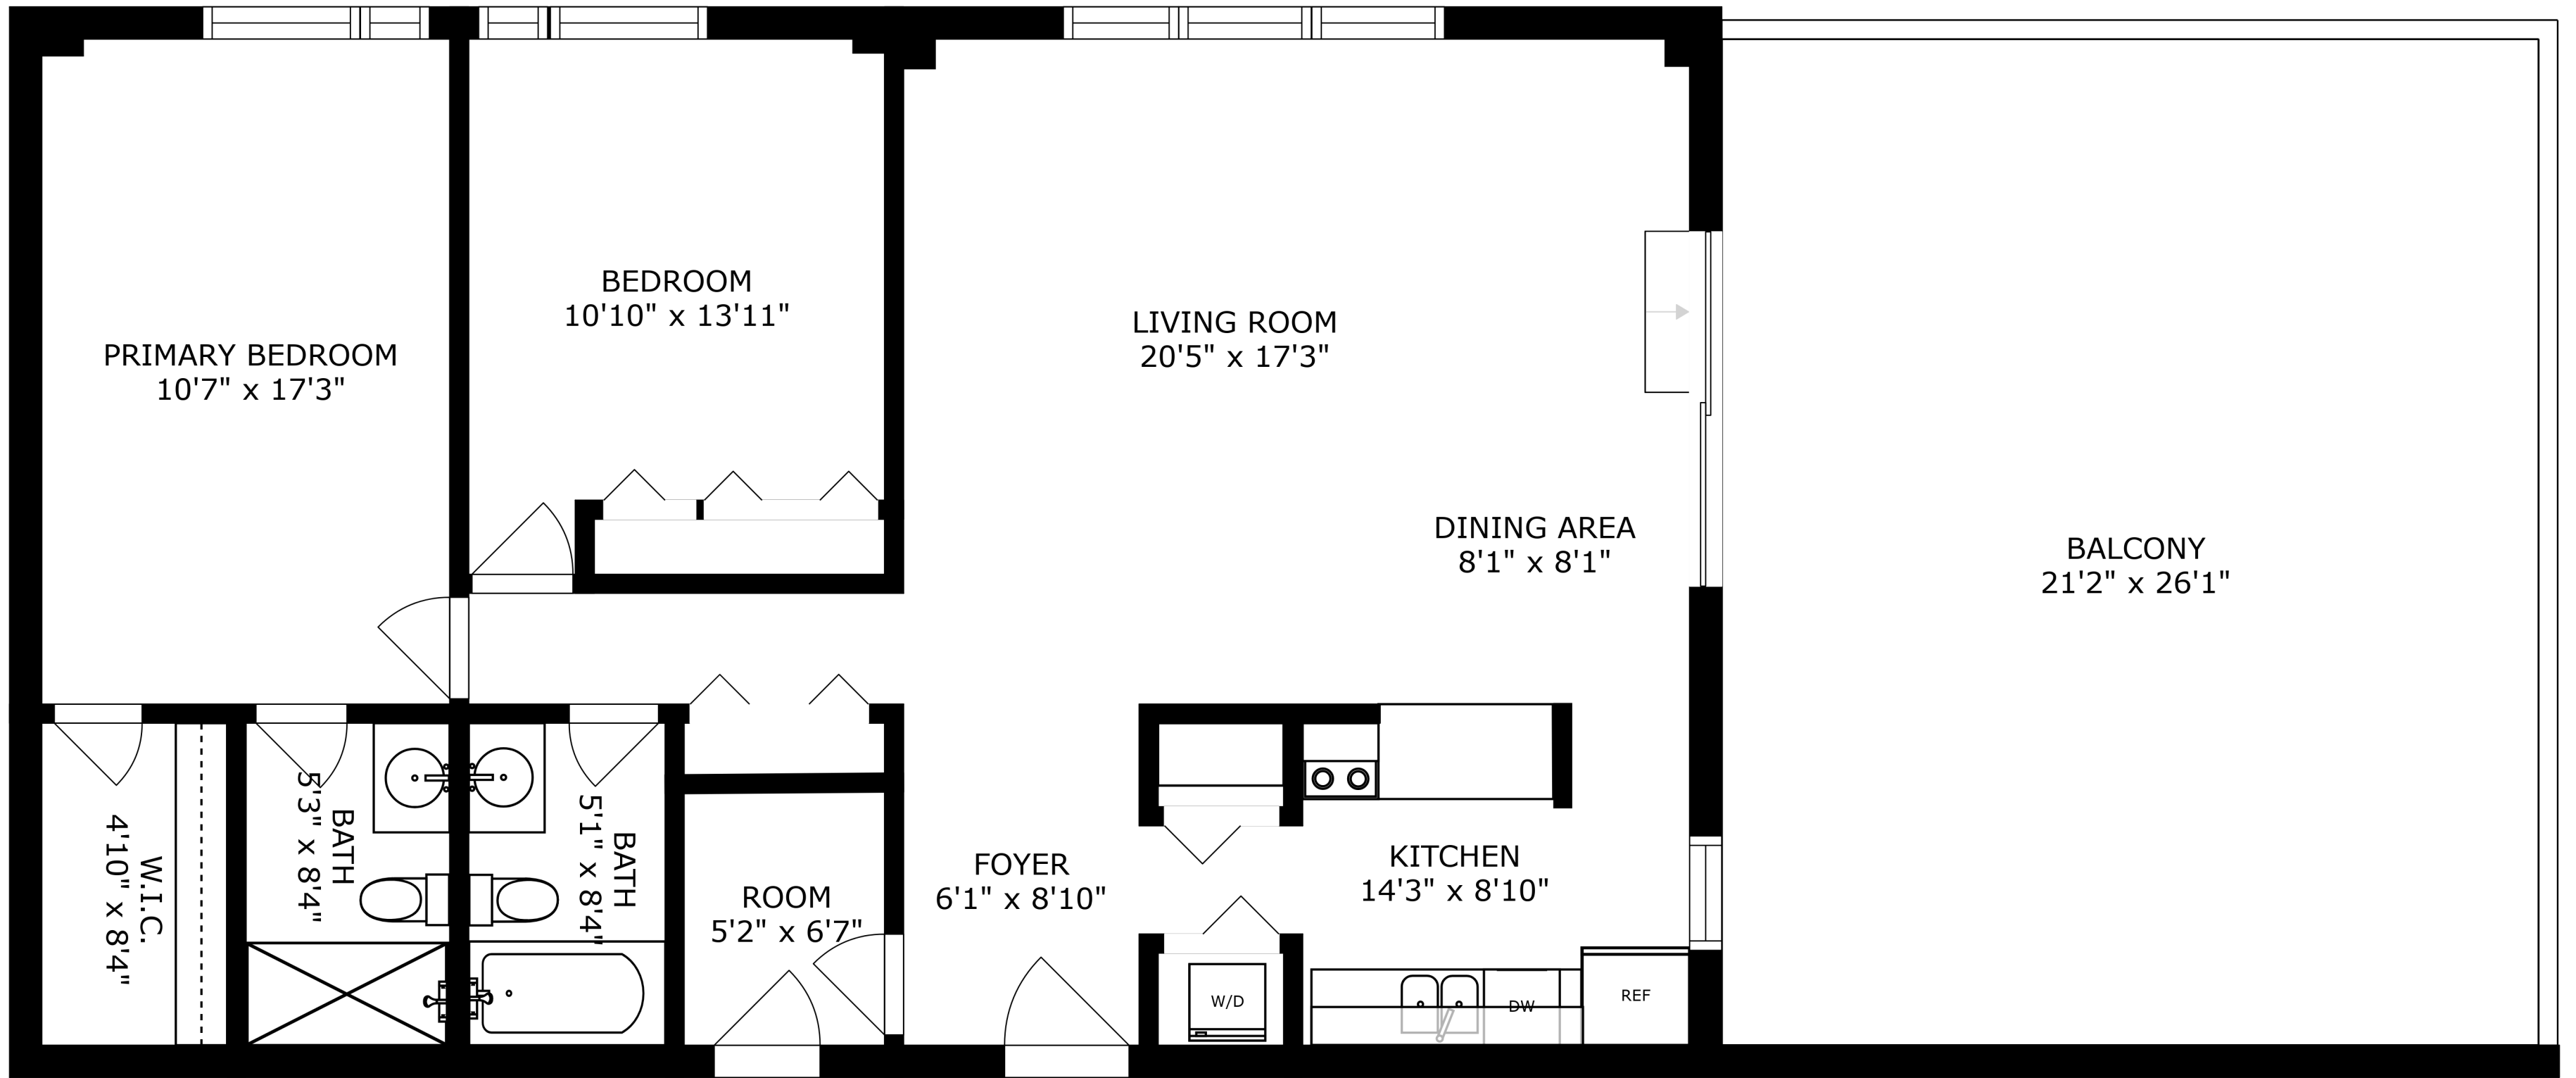 PRIMARY BEDROOM
10'7" x 17'3"
BEDROOM
10'10" x 13'11"
LIVING ROOM
20'5" x 17'3"
DINING AREA
8'1" x 8'1"
BALCONY
21'2" x 26'1"
W.I.C.
4'10" x 8'4"
BATH
5'3" x 8'4"
BATH
5'1" x 8'4"
ROOM
5'2" x 6'7"
FOYER
6'1" x 8'10"
KITCHEN
14'3" x 8'10"
W/D
DW
REF